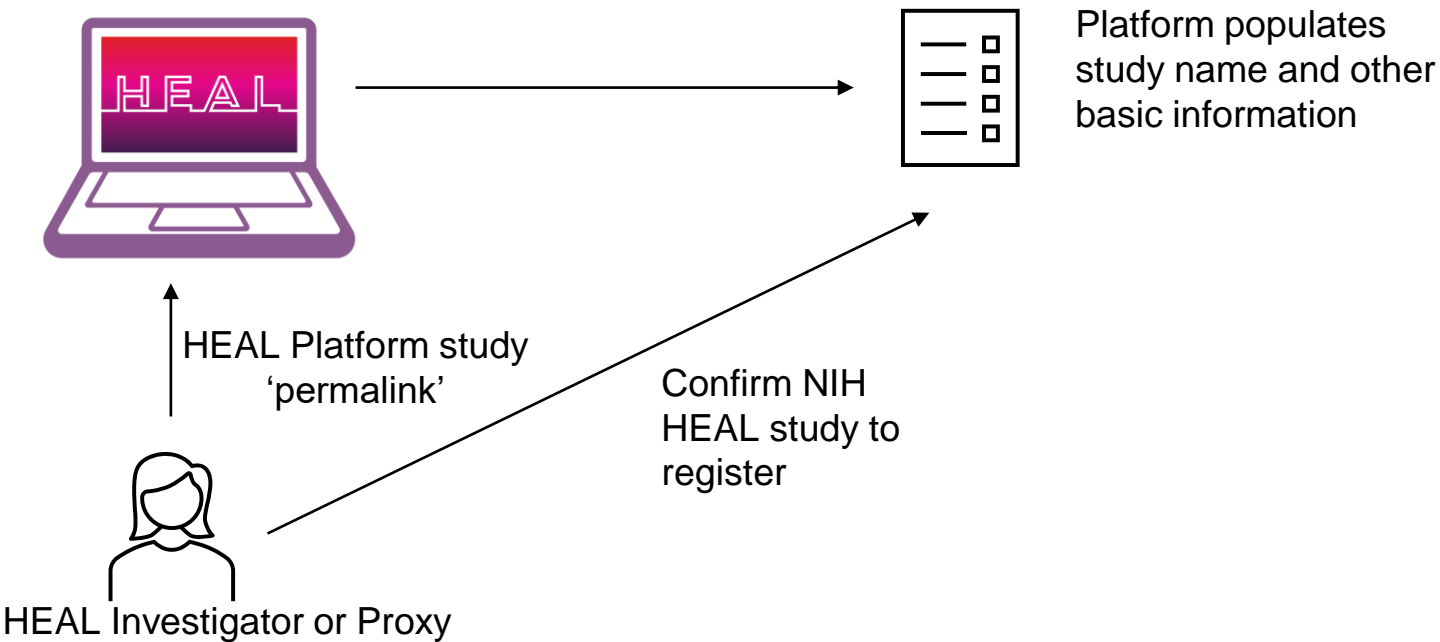 HEAL
Platform populates
study name and other
basic information
HEAL Platform study
‘permalink’
Confirm NIH
HEAL study to
register
HEAL Investigator or Proxy